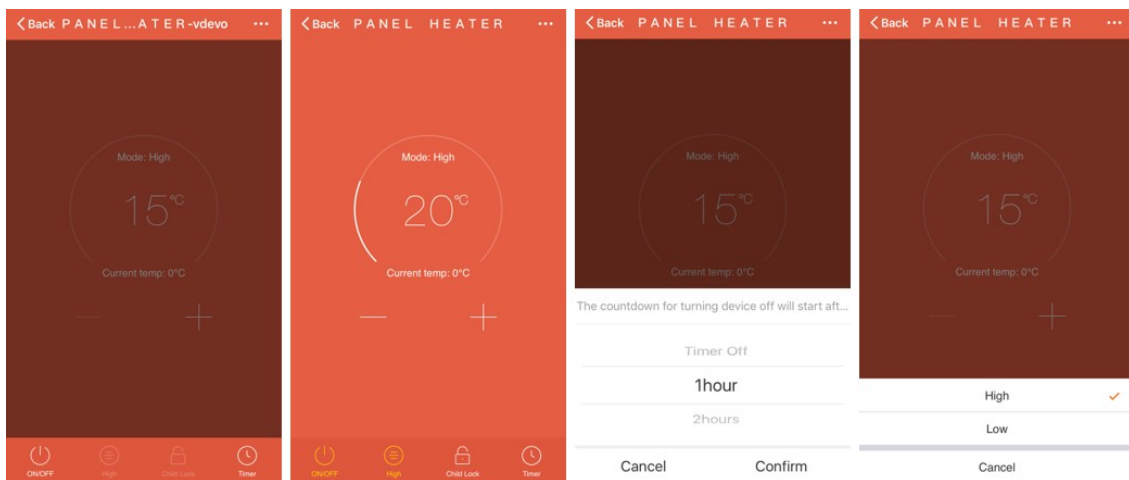 Back PANEL...ATER-vdevo
Mode: High
15°C
Current temp: 0°C
ON/OFF
High
Child Lock
Timer
Back PANEL HEATER
Mode: High
20°C
Current temp: 0°C
ON/OFF
High
Child Lock
Timer
Back PANEL HEATER
Mode: High
15°C
Current temp: 0°C
The countdown for turning device off will start aft...
Timer Off
1hour
2hours
Cancel Confirm
Back PANEL HEATER
Mode: High
15°C
Current temp: 0°C
High
Low
Cancel